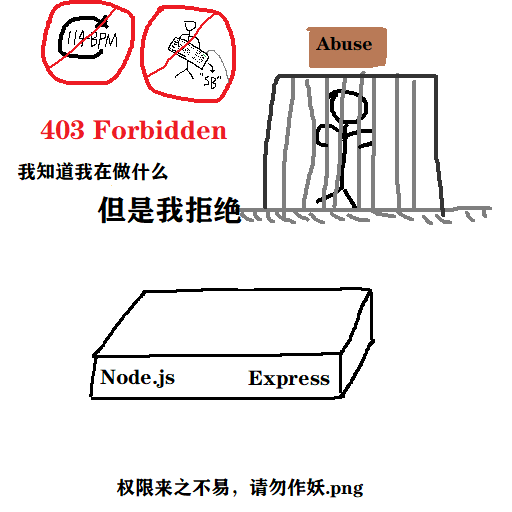 114 BPM
"SB"
Abuse
403 Forbidden
我知道我在做什么
但是我拒绝
Node.js
Express
权限来之不易，请勿作妖.png